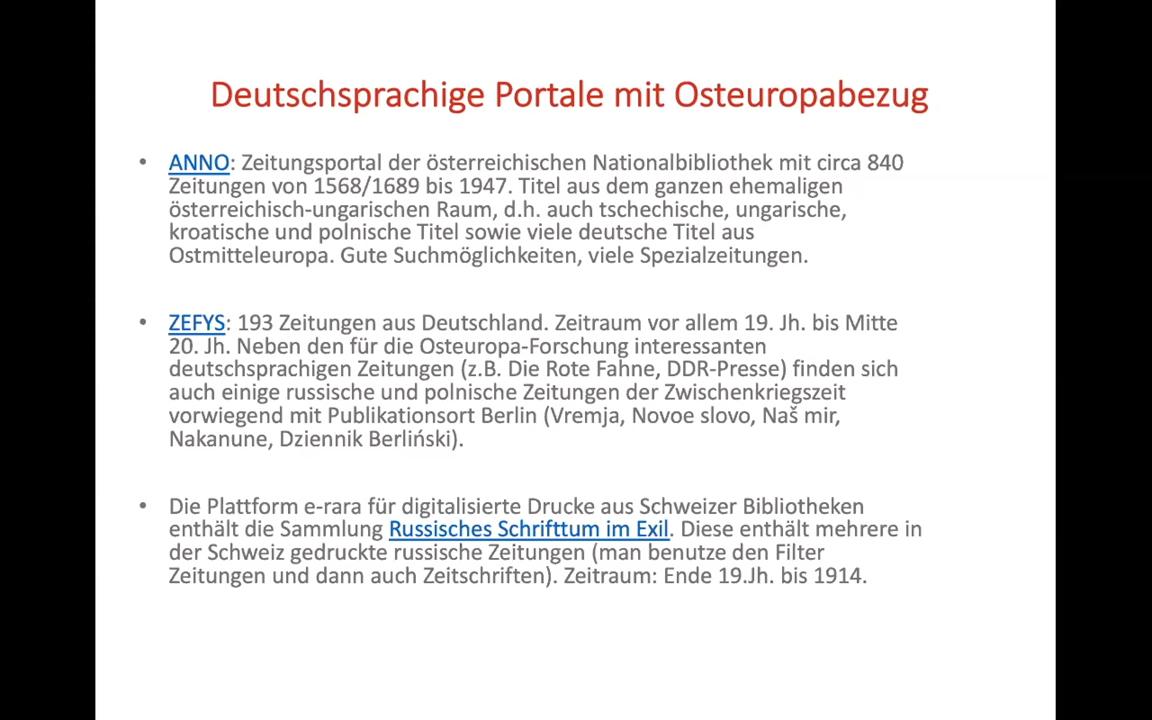 Deutschsprachige Portale mit Osteuropabezug
• ANNO: Zeitungsportal der österreichischen Nationalbibliothek mit circa 840
Zeitungen von 1568/1689 bis 1947. Titel aus dem ganzen ehemaligen
österreichisch-ungarischen Raum, d.h. auch tschechische, ungarische,
kroatische und polnische Titel sowie viele deutsche Titel aus
Ostmitteleuropa. Gute Suchmöglichkeiten, viele Spezialzeitungen.
• ZEFYS: 193 Zeitungen aus Deutschland. Zeitraum vor allem 19. Jh. bis Mitte
20. Jh. Neben den für die Osteuropa-Forschung interessanten
deutschsprachigen Zeitungen (z.B. Die Rote Fahne, DDR-Presse) finden sich
auch einige russische und polnische Zeitungen der Zwischenkriegszeit
vorwiegend mit Publikationsort Berlin (Vremja, Novoe slovo, Naš mir,
Nakanune, Dziennik Berliński).
• Die Plattform e-rara für digitalisierte Drucke aus Schweizer Bibliotheken
enthält die Sammlung Russisches Schrifttum im Exil. Diese enthält mehrere in
der Schweiz gedruckte russische Zeitungen (man benutze den Filter
Zeitungen und dann auch Zeitschriften). Zeitraum: Ende 19.Jh. bis 1914.